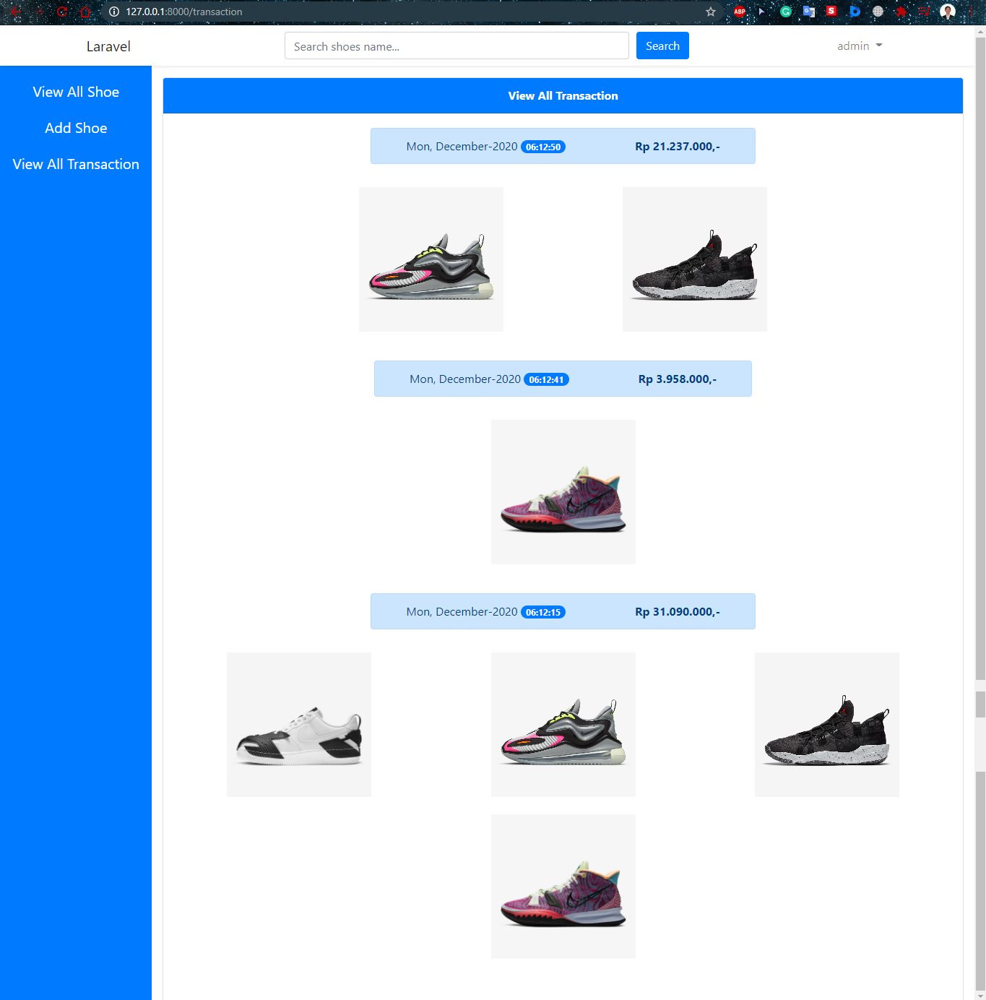 127.0.0.1:8000/transaction
ABP
G
S
Laravel
Search shoes name...
Search
admin
View All Shoe
Add Shoe
View All Transaction
View All Transaction
Mon, December-2020 06:12:50 Rp 21.237.000,-
Mon, December-2020 06:12:41 Rp 3.958.000,-
Mon, December-2020 06:12:15 Rp 31.090.000,-